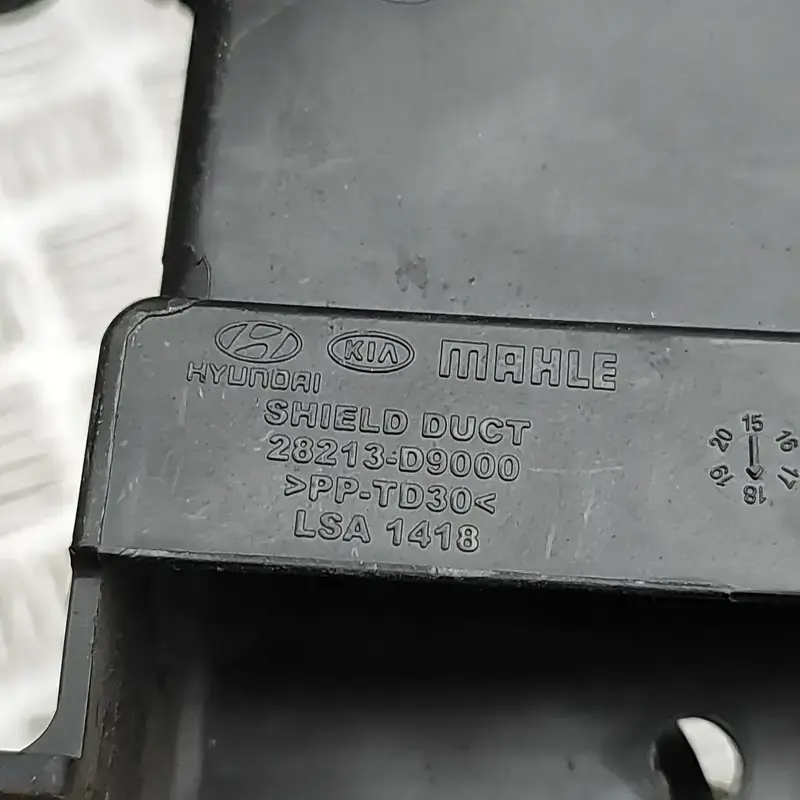 HYUNDAI KIA MAHLE
SHIELD DUCT
28213-D9000
>PP-TD30<
LSA 1418
15
20 16
19 17
18